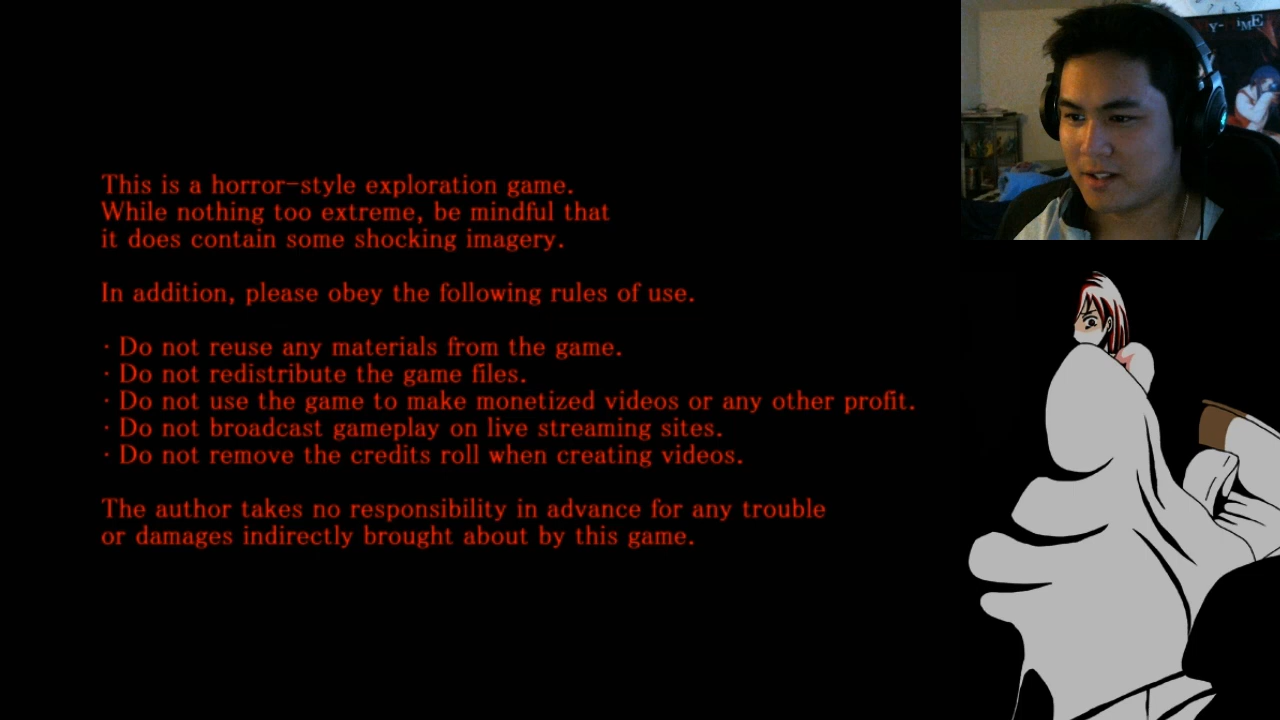 This is a horror-style exploration game.
While nothing too extreme, be mindful that
it does contain some shocking imagery.
In addition, please obey the following rules of use.
· Do not reuse any materials from the game.
· Do not redistribute the game files.
· Do not use the game to make monetized videos or any other profit.
· Do not broadcast gameplay on live streaming sites.
· Do not remove the credits roll when creating videos.
The author takes no responsibility in advance for any trouble
or damages indirectly brought about by this game.